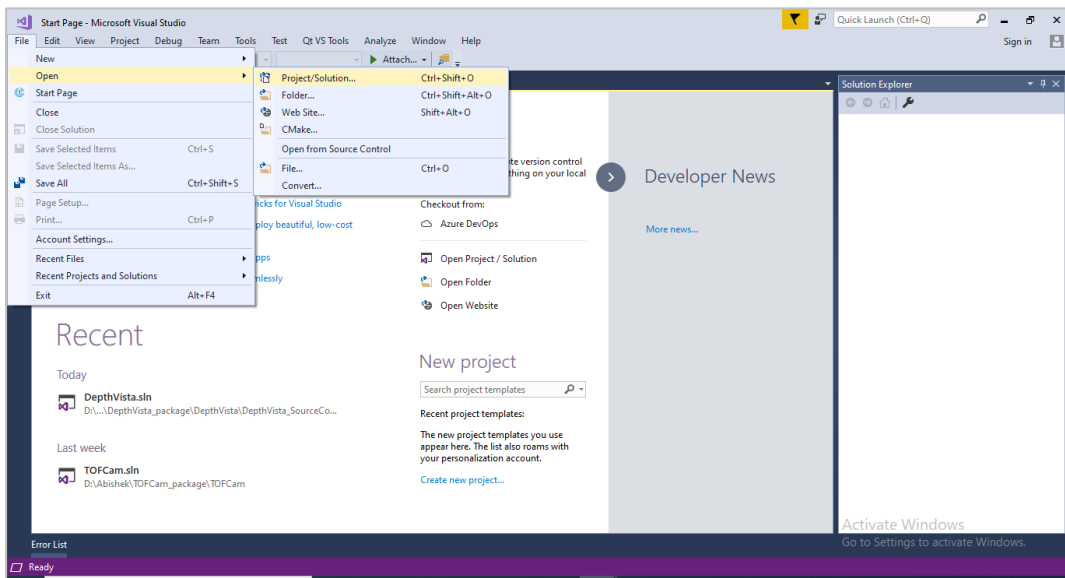 Start Page - Microsoft Visual Studio
Quick Launch (Ctrl+Q)
File Edit View Project Debug Team Tools Test Qt VS Tools Analyze Window Help
Sign in
Attach...
New
Open
Start Page
Close
Close Solution
Save Selected Items Ctrl+S
Save Selected Items As...
Save All Ctrl+Shift+S
Page Setup...
Print... Ctrl+P
Account Settings...
Recent Files
Recent Projects and Solutions
Exit Alt+F4
Project/Solution... Ctrl+Shift+O
Folder... Ctrl+Shift+Alt+O
Web Site... Shift+Alt+O
CMake...
Open from Source Control
File... Ctrl+O
Convert...
for Visual Studio
beautiful, low-cost
Recent
Today
DepthVista.sln
D:\...\DepthVista_package\DepthVista\DepthVista_SourceCo...
Last week
TOFCam.sln
D:\Abishek\TOFCam_package\TOFCam
version control
on your local
Checkout from:
Azure DevOps
Open Project / Solution
Open Folder
Open Website
New project
Search project templates
Recent project templates:
The new project templates you use
appear here. The list also roams with
your personalization account.
Create new project...
Developer News
More news...
Solution Explorer
Activate Windows
Go to Settings to activate Windows.
Error List
Ready